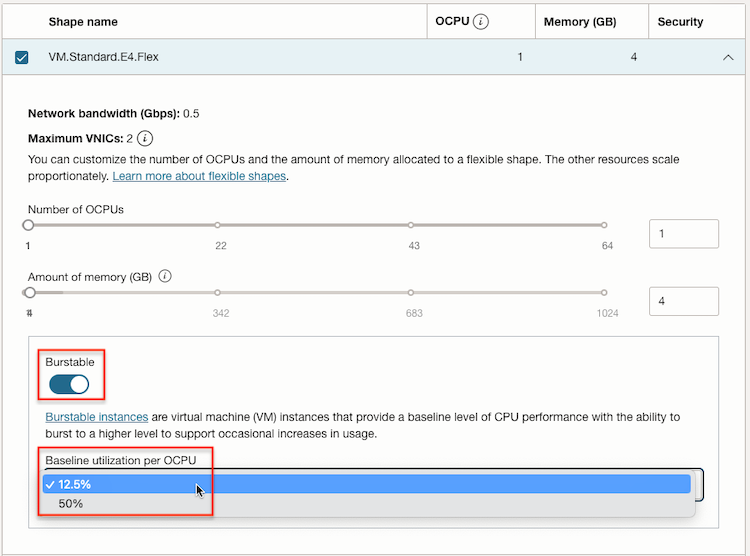 Shape name OCPU i Memory (GB) Security
VM.Standard.E4.Flex 1 4
Network bandwidth (Gbps): 0.5
Maximum VNICs: 2 i
You can customize the number of OCPUs and the amount of memory allocated to a flexible shape. The other resources scale
proportionately. Learn more about flexible shapes.
Number of OCPUs
1
1 22 43 64
Amount of memory (GB) i
4
342 683 1024
Burstable
Burstable instances are virtual machine (VM) instances that provide a baseline level of CPU performance with the ability to
burst to a higher level to support occasional increases in usage.
Baseline utilization per OCPU
✓ 12.5%
50%